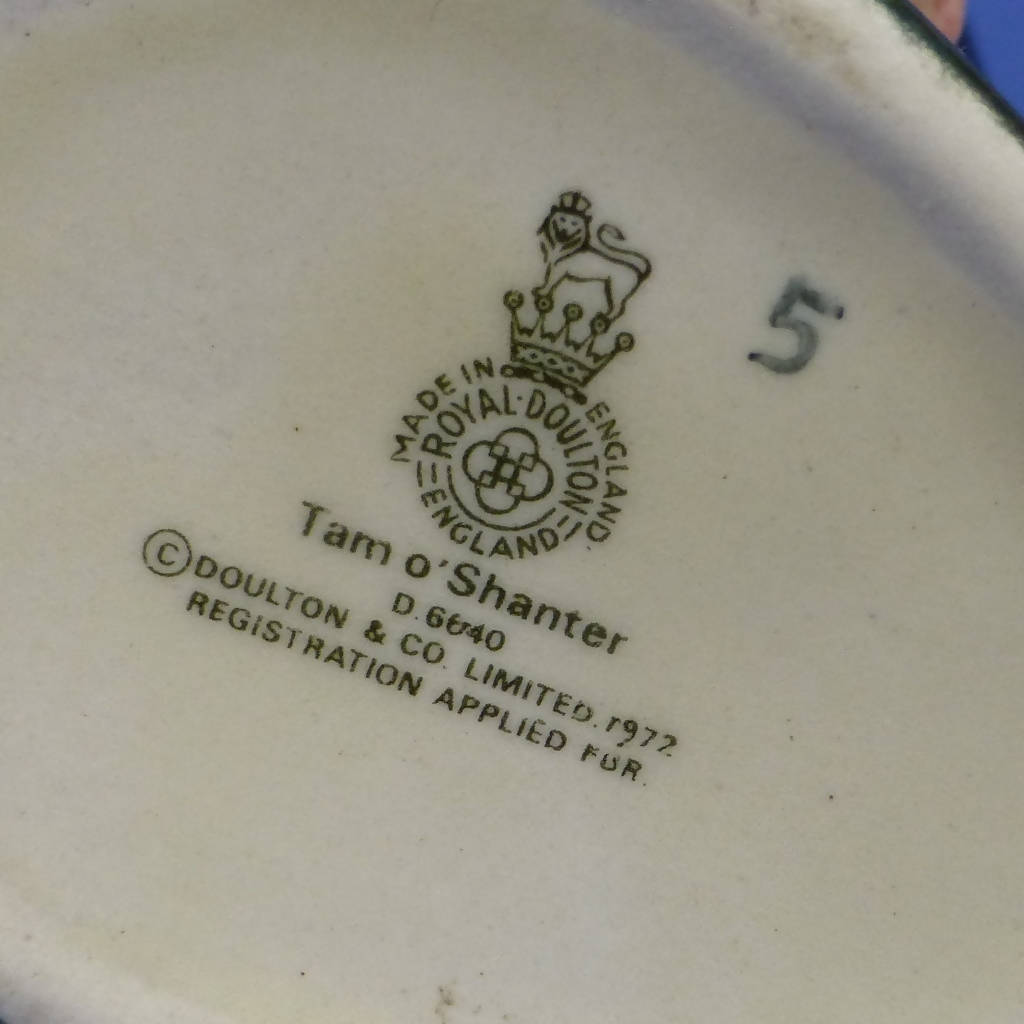 MADE IN ENGLAND.
ROYAL·DOULTON
ENGLAND
Tam o'Shanter
D.6640
©DOULTON & CO. LIMITED.1972
REGISTRATION APPLIED FOR.
5